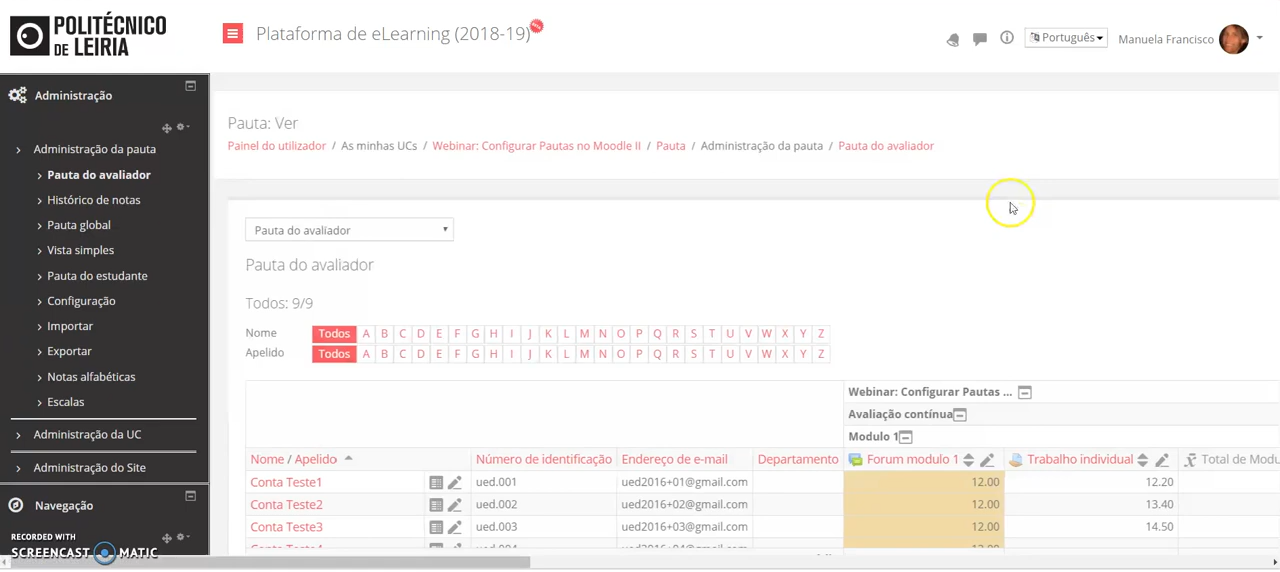 POLITÉCNICO
DE LEIRIA
Plataforma de eLearning (2018-19)
beta
Português
Manuela Francisco
Administração
Administração da pauta
Pauta do avaliador
Histórico de notas
Pauta global
Vista simples
Pauta do estudante
Configuração
Importar
Exportar
Notas alfabéticas
Escalas
Administração da UC
Administração do Site
Navegação
RECORDED WITH
SCREENCAST MATIC
Pauta: Ver
Painel do utilizador / As minhas UCs / Webinar: Configurar Pautas no Moodle II / Pauta / Administração da pauta / Pauta do avaliador
Pauta do avaliador
Pauta do avaliador
Todos: 9/9
Nome Todos A B C D E F G H I J K L M N O P Q R S T U V W X Y Z
Apelido Todos A B C D E F G H I J K L M N O P Q R S T U V W X Y Z
Webinar: Configurar Pautas ...
Avaliação contínua
Modulo 1
Nome / Apelido Número de identificação Endereço de e-mail Departamento Forum modulo 1 Trabalho individual Total de Modu
Conta Teste1 ued.001 ued2016+01@gmail.com 12.00 12.20
Conta Teste2 ued.002 ued2016+02@gmail.com 12.00 13.40
Conta Teste3 ued.003 ued2016+03@gmail.com 12.00 14.50